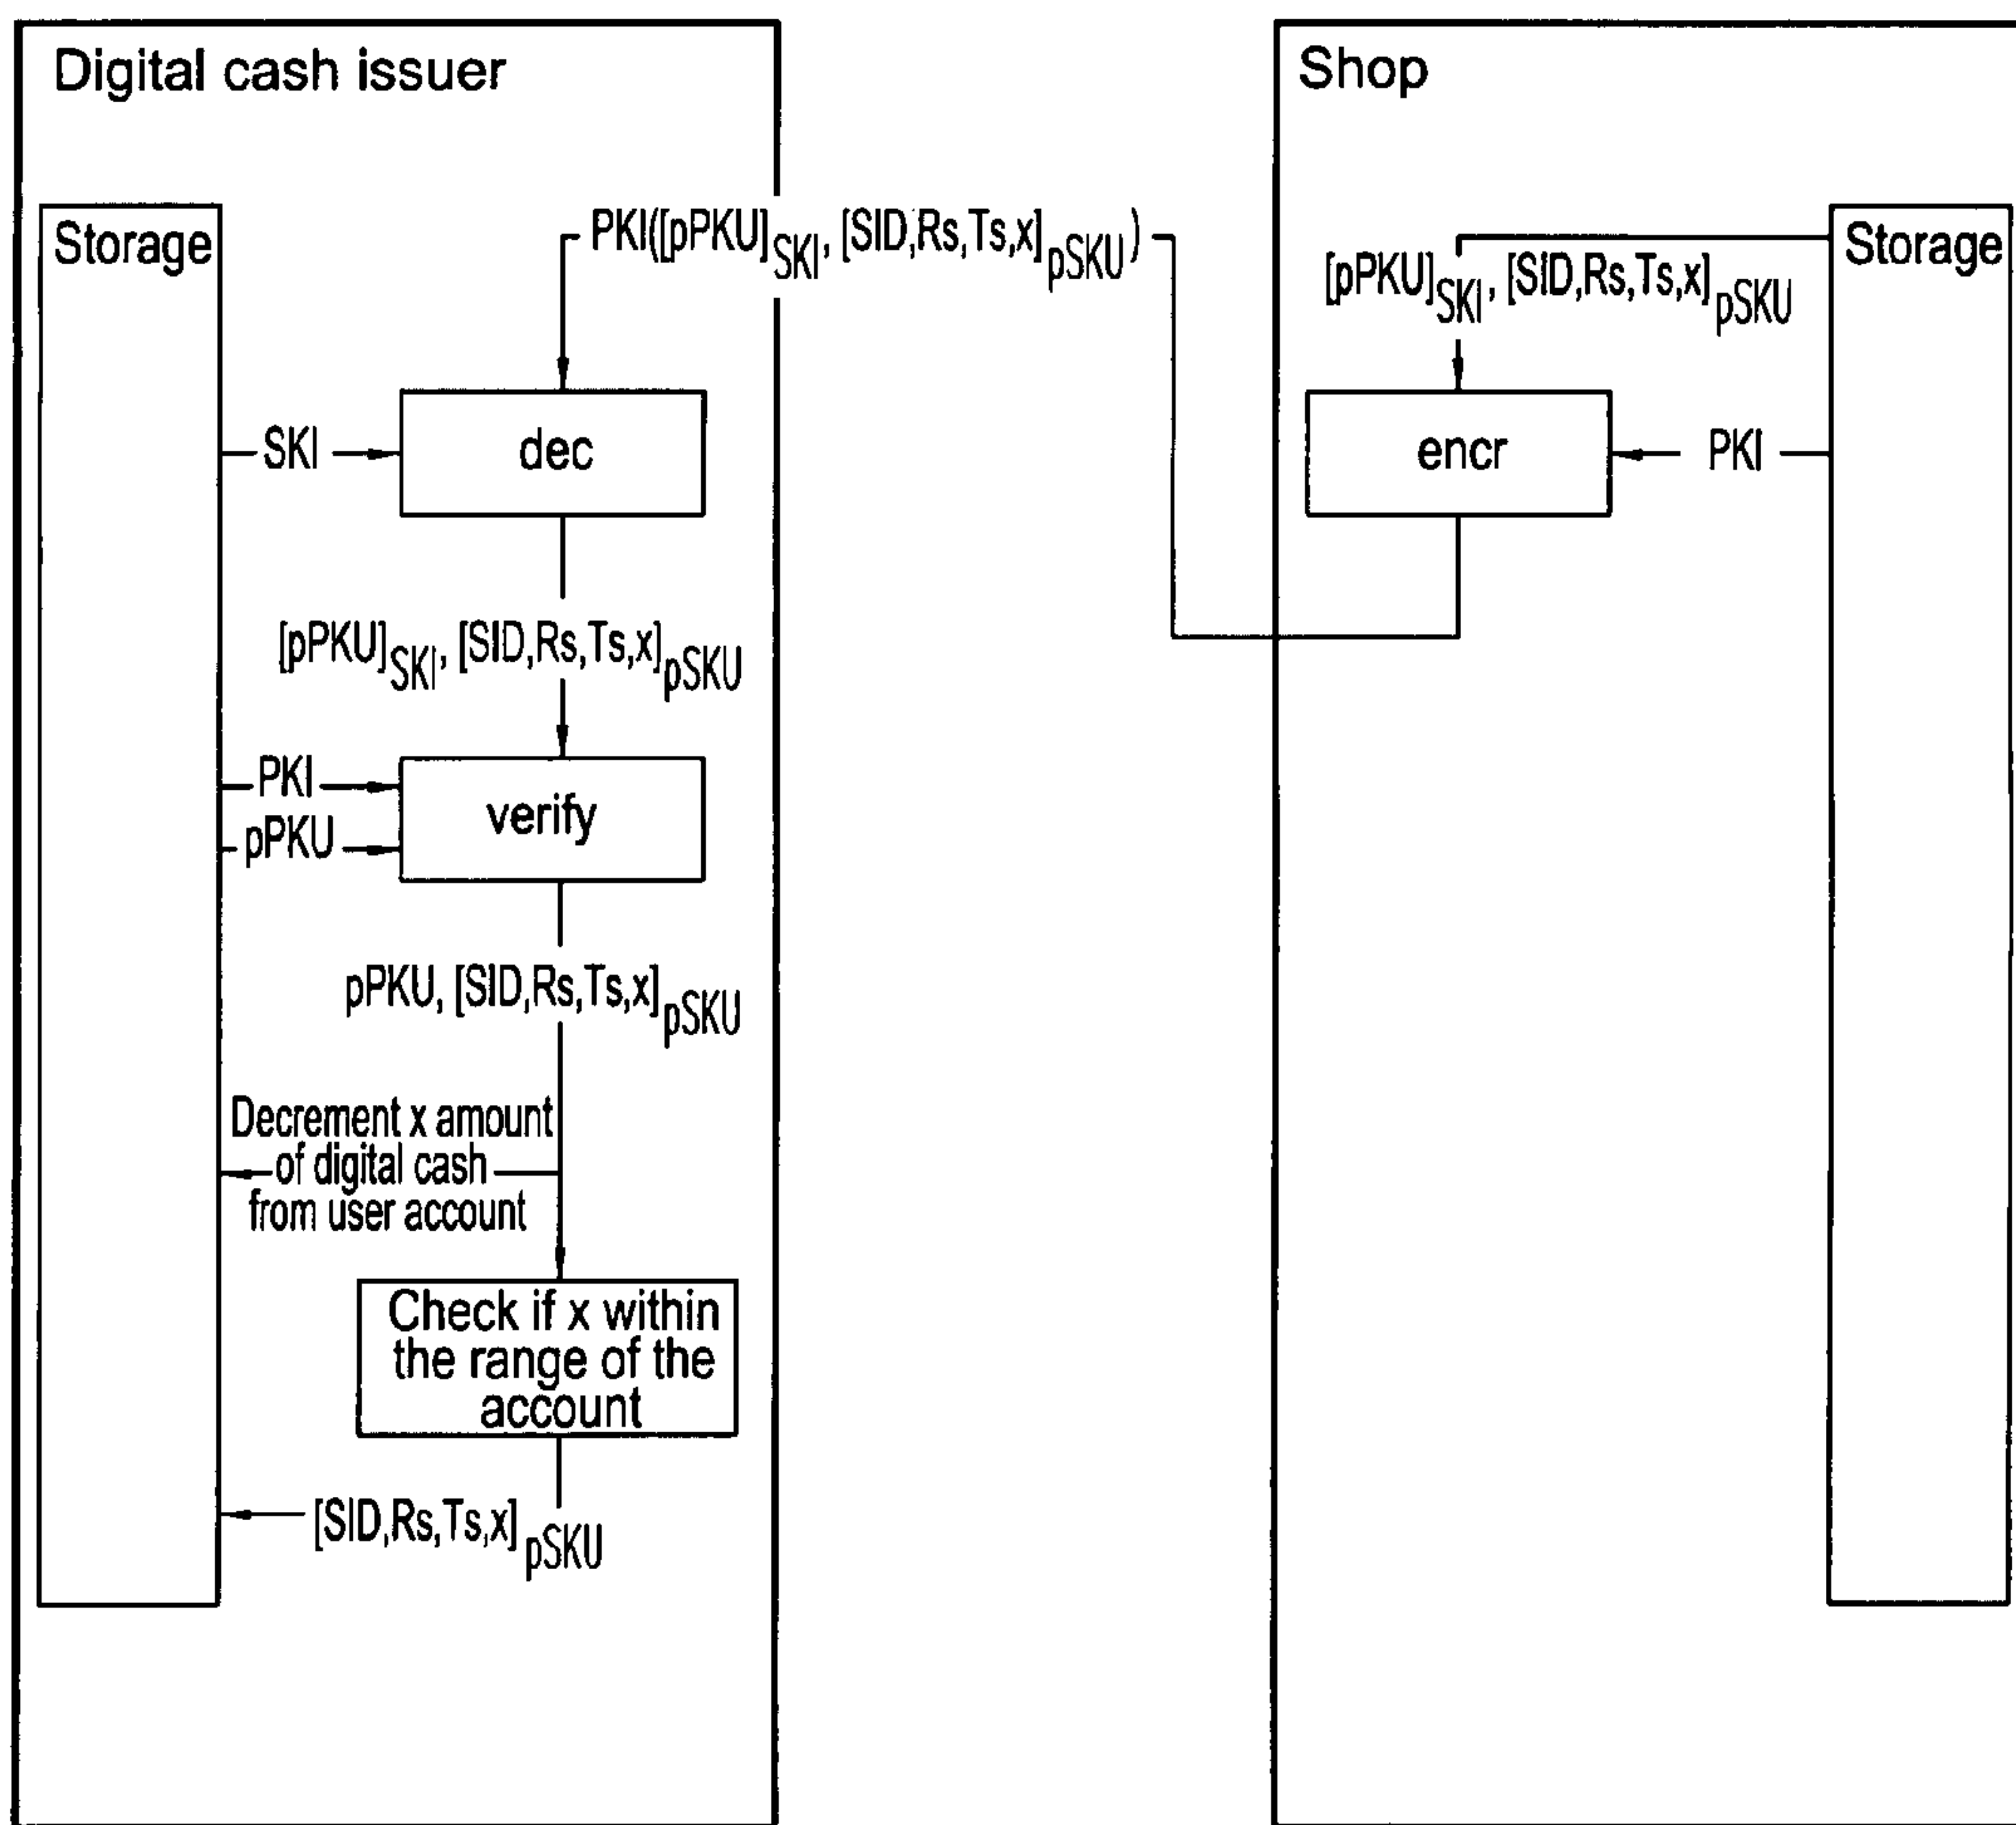 Digital cash issuer
Storage
PKI([pPKU]SKI, [SID,Rs,Ts,x]pSKU)
SKI
dec
[pPKU]SKI, [SID,Rs,Ts,x]pSKU
PKI
pPKU
verify
pPKU, [SID,Rs,Ts,x]pSKU
Decrement x amount
of digital cash
from user account
Check if x within
the range of the
account
[SID,Rs,Ts,x]pSKU
Shop
Storage
[pPKU]SKI, [SID,Rs,Ts,x]pSKU
encr
PKI